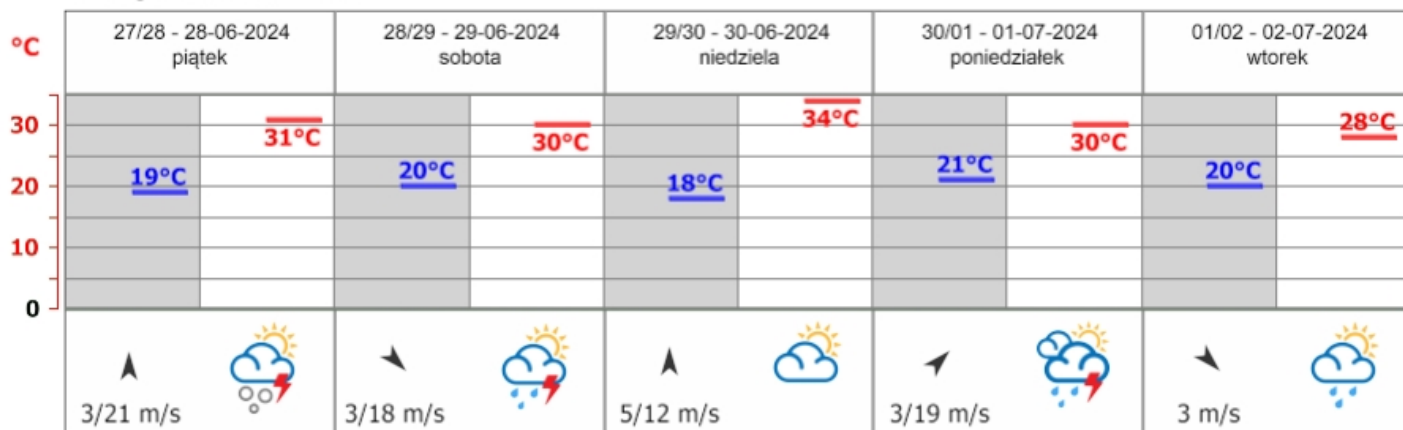 °C
27/28 - 28-06-2024
piątek
28/29 - 29-06-2024
sobota
29/30 - 30-06-2024
niedziela
30/01 - 01-07-2024
poniedziałek
01/02 - 02-07-2024
wtorek
30
20
10
0
19°C
31°C
20°C
30°C
18°C
34°C
21°C
30°C
20°C
28°C
3/21 m/s
3/18 m/s
5/12 m/s
3/19 m/s
3 m/s